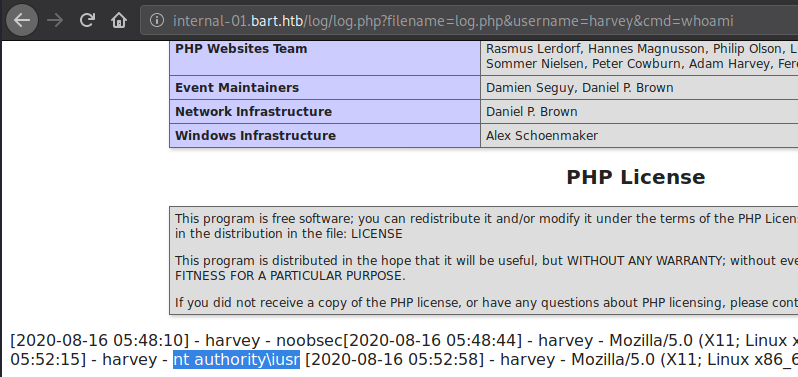 internal-01.bart.htb/log/log.php?filename=log.php&username=harvey&cmd=whoami
PHP Websites Team
Rasmus Lerdorf, Hannes Magnusson, Philip Olson, L
Sommer Nielsen, Peter Cowburn, Adam Harvey, Fer
Event Maintainers
Damien Seguy, Daniel P. Brown
Network Infrastructure
Daniel P. Brown
Windows Infrastructure
Alex Schoenmaker
PHP License
This program is free software; you can redistribute it and/or modify it under the terms of the PHP Licen
in the distribution in the file: LICENSE
This program is distributed in the hope that it will be useful, but WITHOUT ANY WARRANTY; without eve
FITNESS FOR A PARTICULAR PURPOSE.
If you did not receive a copy of the PHP license, or have any questions about PHP licensing, please cont
[2020-08-16 05:48:10] - harvey - noobsec[2020-08-16 05:48:44] - harvey - Mozilla/5.0 (X11; Linux x
05:52:15] - harvey - nt authority\iusr [2020-08-16 05:52:58] - harvey - Mozilla/5.0 (X11; Linux x86_6